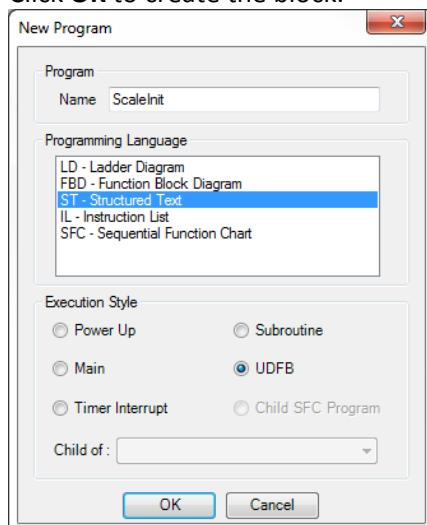 Click OK to create the block.
New Program
Program
Name ScaleInit
Programming Language
LD - Ladder Diagram
FBD - Function Block Diagram
ST - Structured Text
IL - Instruction List
SFC - Sequential Function Chart
Execution Style
Power Up Subroutine
Main UDFB
Timer Interrupt Child SFC Program
Child of :
OK Cancel